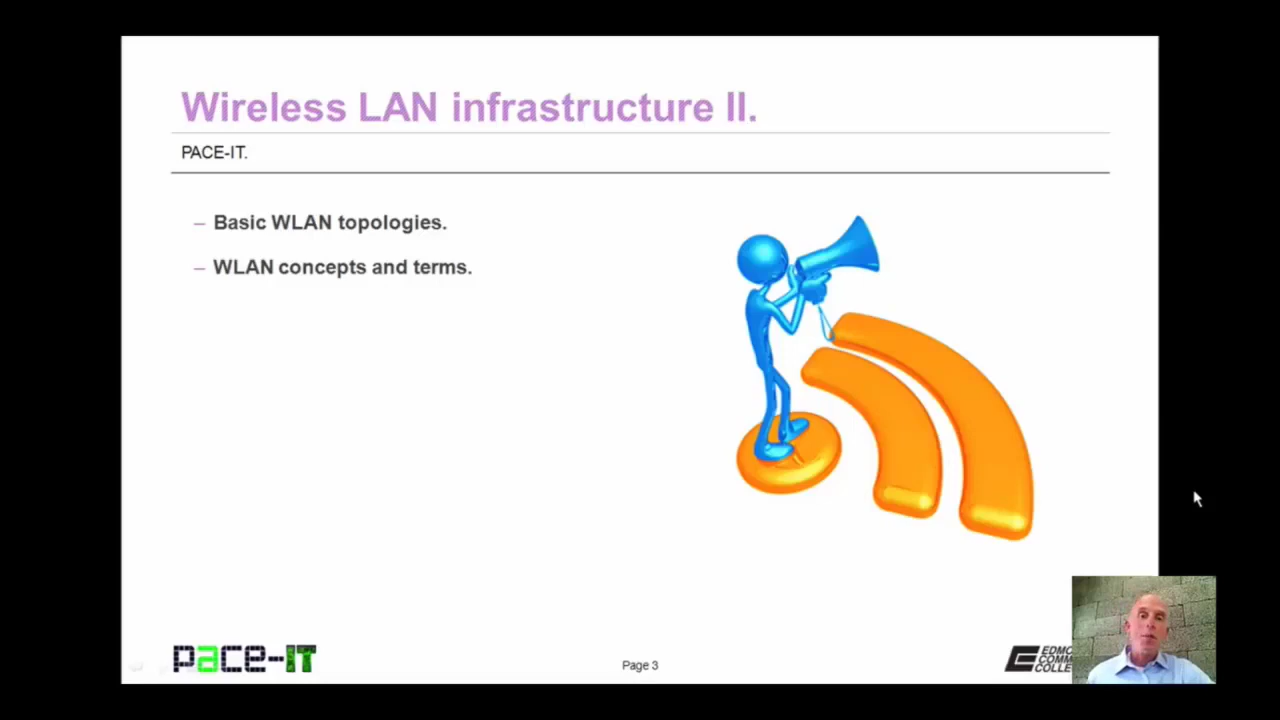 Wireless LAN infrastructure II.
PACE-IT.
– Basic WLAN topologies.
– WLAN concepts and terms.
pace-IT
Page 3